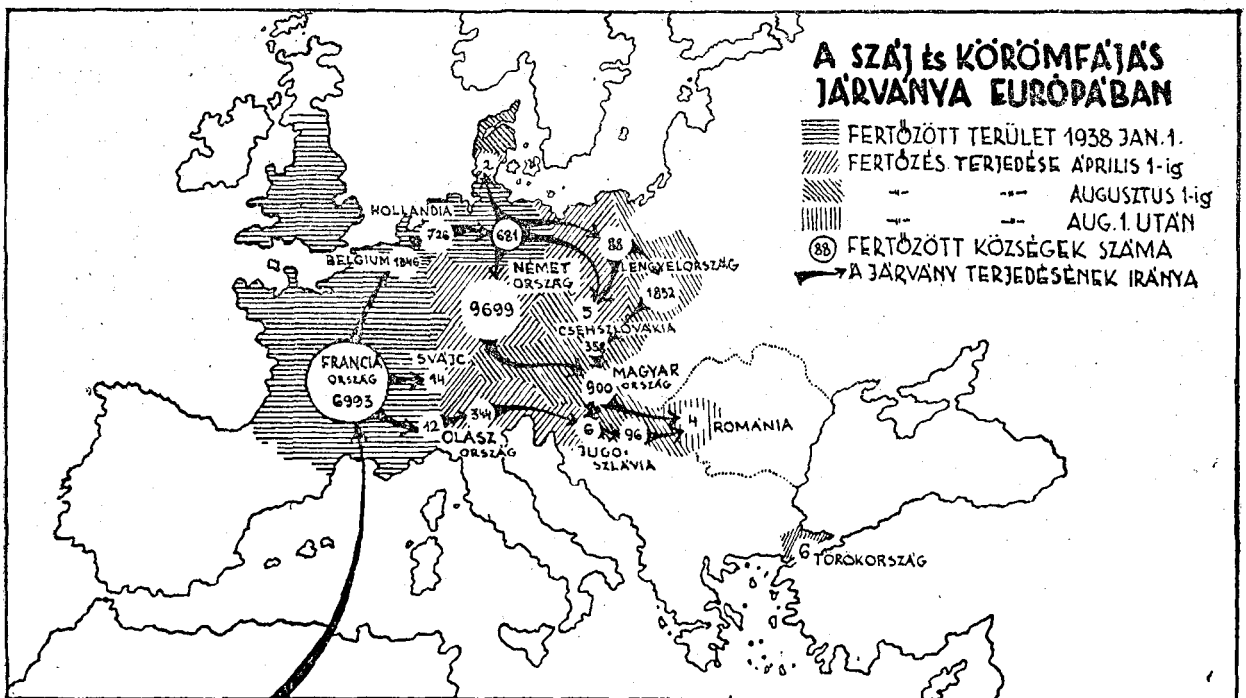 A SZÁJ és KÖRÖMFÁJÁS
JÁRVÁNYA EURÓPÁBAN
FERTŐZÖTT TERÜLET 1938 JAN. 1.
FERTŐZÉS TERJEDÉSE ÁPRILIS 1-ig
-"- -"- AUGUSZTUS 1-ig
-"- -"- AUG. 1. UTÁN
88 FERTŐZÖTT KÖZSÉGEK SZÁMA
A JÁRVÁNY TERJEDÉSÉNEK IRÁNYA
2
HOLLANDIA
726
681
88
BELGIUM 1846
NÉMET
ORSZÁG
LENGYELORSZÁG
9699
1832
5
CSEHSZLOVÁKIA
358
FRANCIA
ORSZÁG
6993
SVÁJC
14
MAGYAR
ORSZÁG
900
12
344
OLASZ
ORSZÁG
6
96
4
ROMÁNIA
JUGO-
SZLÁVIA
6 TÖRÖKORSZÁG